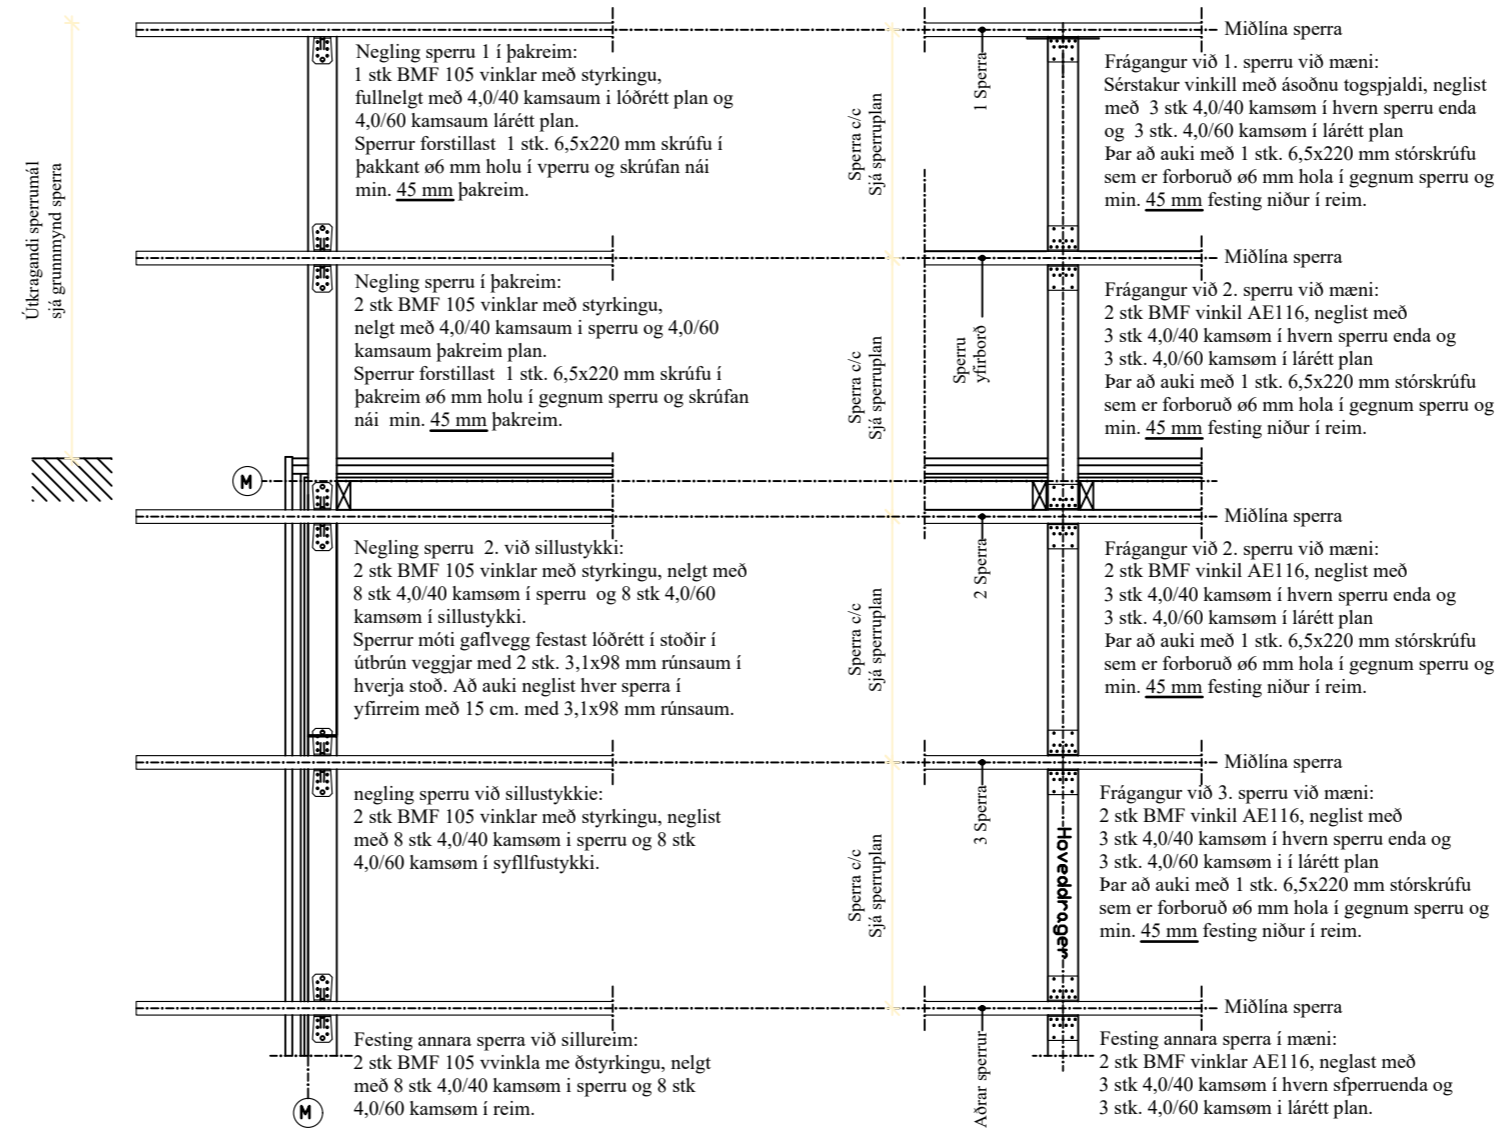 Útkragandi sperrumál
sjá grunnmynd sperra
Negling sperru 1 í þakreim:
1 stk BMF 105 vinklar með styrkingu,
fullnelgt með 4,0/40 kamsaum i lóðrétt plan og
4,0/60 kamsaum lárétt plan.
Sperrur forstillast 1 stk. 6,5x220 mm skrúfu í
þakkant ø6 mm holu í vperru og skrúfan nái
min. 45 mm þakreim.
Negling sperru í þakreim:
2 stk BMF 105 vinklar með styrkingu,
nelgt með 4,0/40 kamsaum i sperru og 4,0/60
kamsaum þakreim plan.
Sperrur forstillast 1 stk. 6,5x220 mm skrúfu í
þakreim ø6 mm holu í gegnum sperru og skrúfan
nái min. 45 mm þakreim.
M
Negling sperru 2. við sillustykki:
2 stk BMF 105 vinklar með styrkingu, nelgt með
8 stk 4,0/40 kamsøm í sperru og 8 stk 4,0/60
kamsøm í sillustykki.
Sperrur móti gaflvegg festast lóðrétt í stoðir í
útbrún veggjar med 2 stk. 3,1x98 mm rúnsaum í
hverja stoð. Að auki neglist hver sperra í
yfirreim með 15 cm. med 3,1x98 mm rúnsaum.
negling sperru við sillustykkie:
2 stk BMF 105 vinklar með styrkingu, neglist
með 8 stk 4,0/40 kamsøm i sperru og 8 stk
4,0/60 kamsøm í syfllfustykki.
Festing annara sperra við sillureim:
2 stk BMF 105 vvinkla me ðstyrkingu, nelgt
með 8 stk 4,0/40 kamsøm i sperru og 8 stk
4,0/60 kamsøm í reim.
M
Sperra c/c
Sjá sperruplan
Sperra c/c
Sjá sperruplan
Sperra c/c
Sjá sperruplan
Sperra c/c
Sjá sperruplan
1 Sperra
Sperru
yfirborð
2 Sperra
3 Sperra
Aðrar sperrur
Hoveddrager
Miðlína sperra
Frágangur við 1. sperru við mæni:
Sérstakur vinkill með ásoðnu togspjaldi, neglist
með 3 stk 4,0/40 kamsøm í hvern sperru enda
og 3 stk. 4,0/60 kamsøm í lárétt plan
Þar að auki með 1 stk. 6,5x220 mm stórskrúfu
sem er forboruð ø6 mm hola í gegnum sperru og
min. 45 mm festing niður í reim.
Miðlína sperra
Frágangur við 2. sperru við mæni:
2 stk BMF vinkil AE116, neglist með
3 stk 4,0/40 kamsøm í hvern sperru enda og
3 stk. 4,0/60 kamsøm í lárétt plan
Þar að auki með 1 stk. 6,5x220 mm stórskrúfu
sem er forboruð ø6 mm hola í gegnum sperru og
min. 45 mm festing niður í reim.
Miðlína sperra
Frágangur við 2. sperru við mæni:
2 stk BMF vinkil AE116, neglist með
3 stk 4,0/40 kamsøm í hvern sperru enda og
3 stk. 4,0/60 kamsøm í lárétt plan
Þar að auki með 1 stk. 6,5x220 mm stórskrúfu
sem er forboruð ø6 mm hola í gegnum sperru og
min. 45 mm festing niður í reim.
Miðlína sperra
Frágangur við 3. sperru við mæni:
2 stk BMF vinkil AE116, neglist með
3 stk 4,0/40 kamsøm í hvern sperru enda og
3 stk. 4,0/60 kamsøm i í lárétt plan
Þar að auki með 1 stk. 6,5x220 mm stórskrúfu
sem er forboruð ø6 mm hola í gegnum sperru og
min. 45 mm festing niður í reim.
Miðlína sperra
Festing annara sperra í mæni:
2 stk BMF vinklar AE116, neglast með
3 stk 4,0/40 kamsøm í hvern sfperruenda og
3 stk. 4,0/60 kamsøm i lárétt plan.